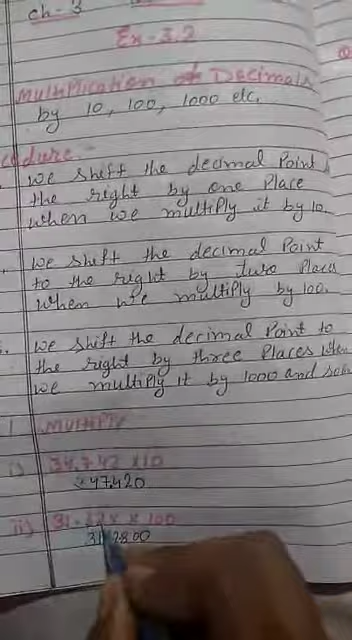 ch-3
Ex-3.2
Multiplication of Decimals
by 10, 100, 1000 etc.
we shift the decimal Point
the right by one Place
when we multiply it by 10.
we shift the decimal Point
to the right by two Places
when we multiply by 100.
we shift the decimal Point to
the right by three Places when
we multiply it by 1000 and so
1. Multiply
i) 34.742 x 10
ii) x 100